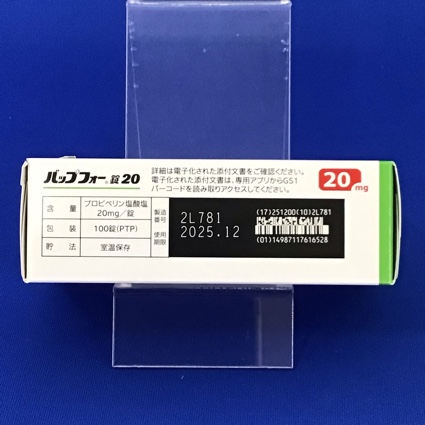 バップフォー錠20
詳細は電子化された添付文書をご確認ください。
電子化された添付文書は、専用アプリからGS1
バーコードを読み取りアクセスしてください。
20mg
含量 プロピベリン塩酸塩
20mg/錠
包装 100錠(PTP)
貯法 室温保存
製造番号 2L781
使用期限 2025.12
(17)251200(10)2L781
(01)14987117616528